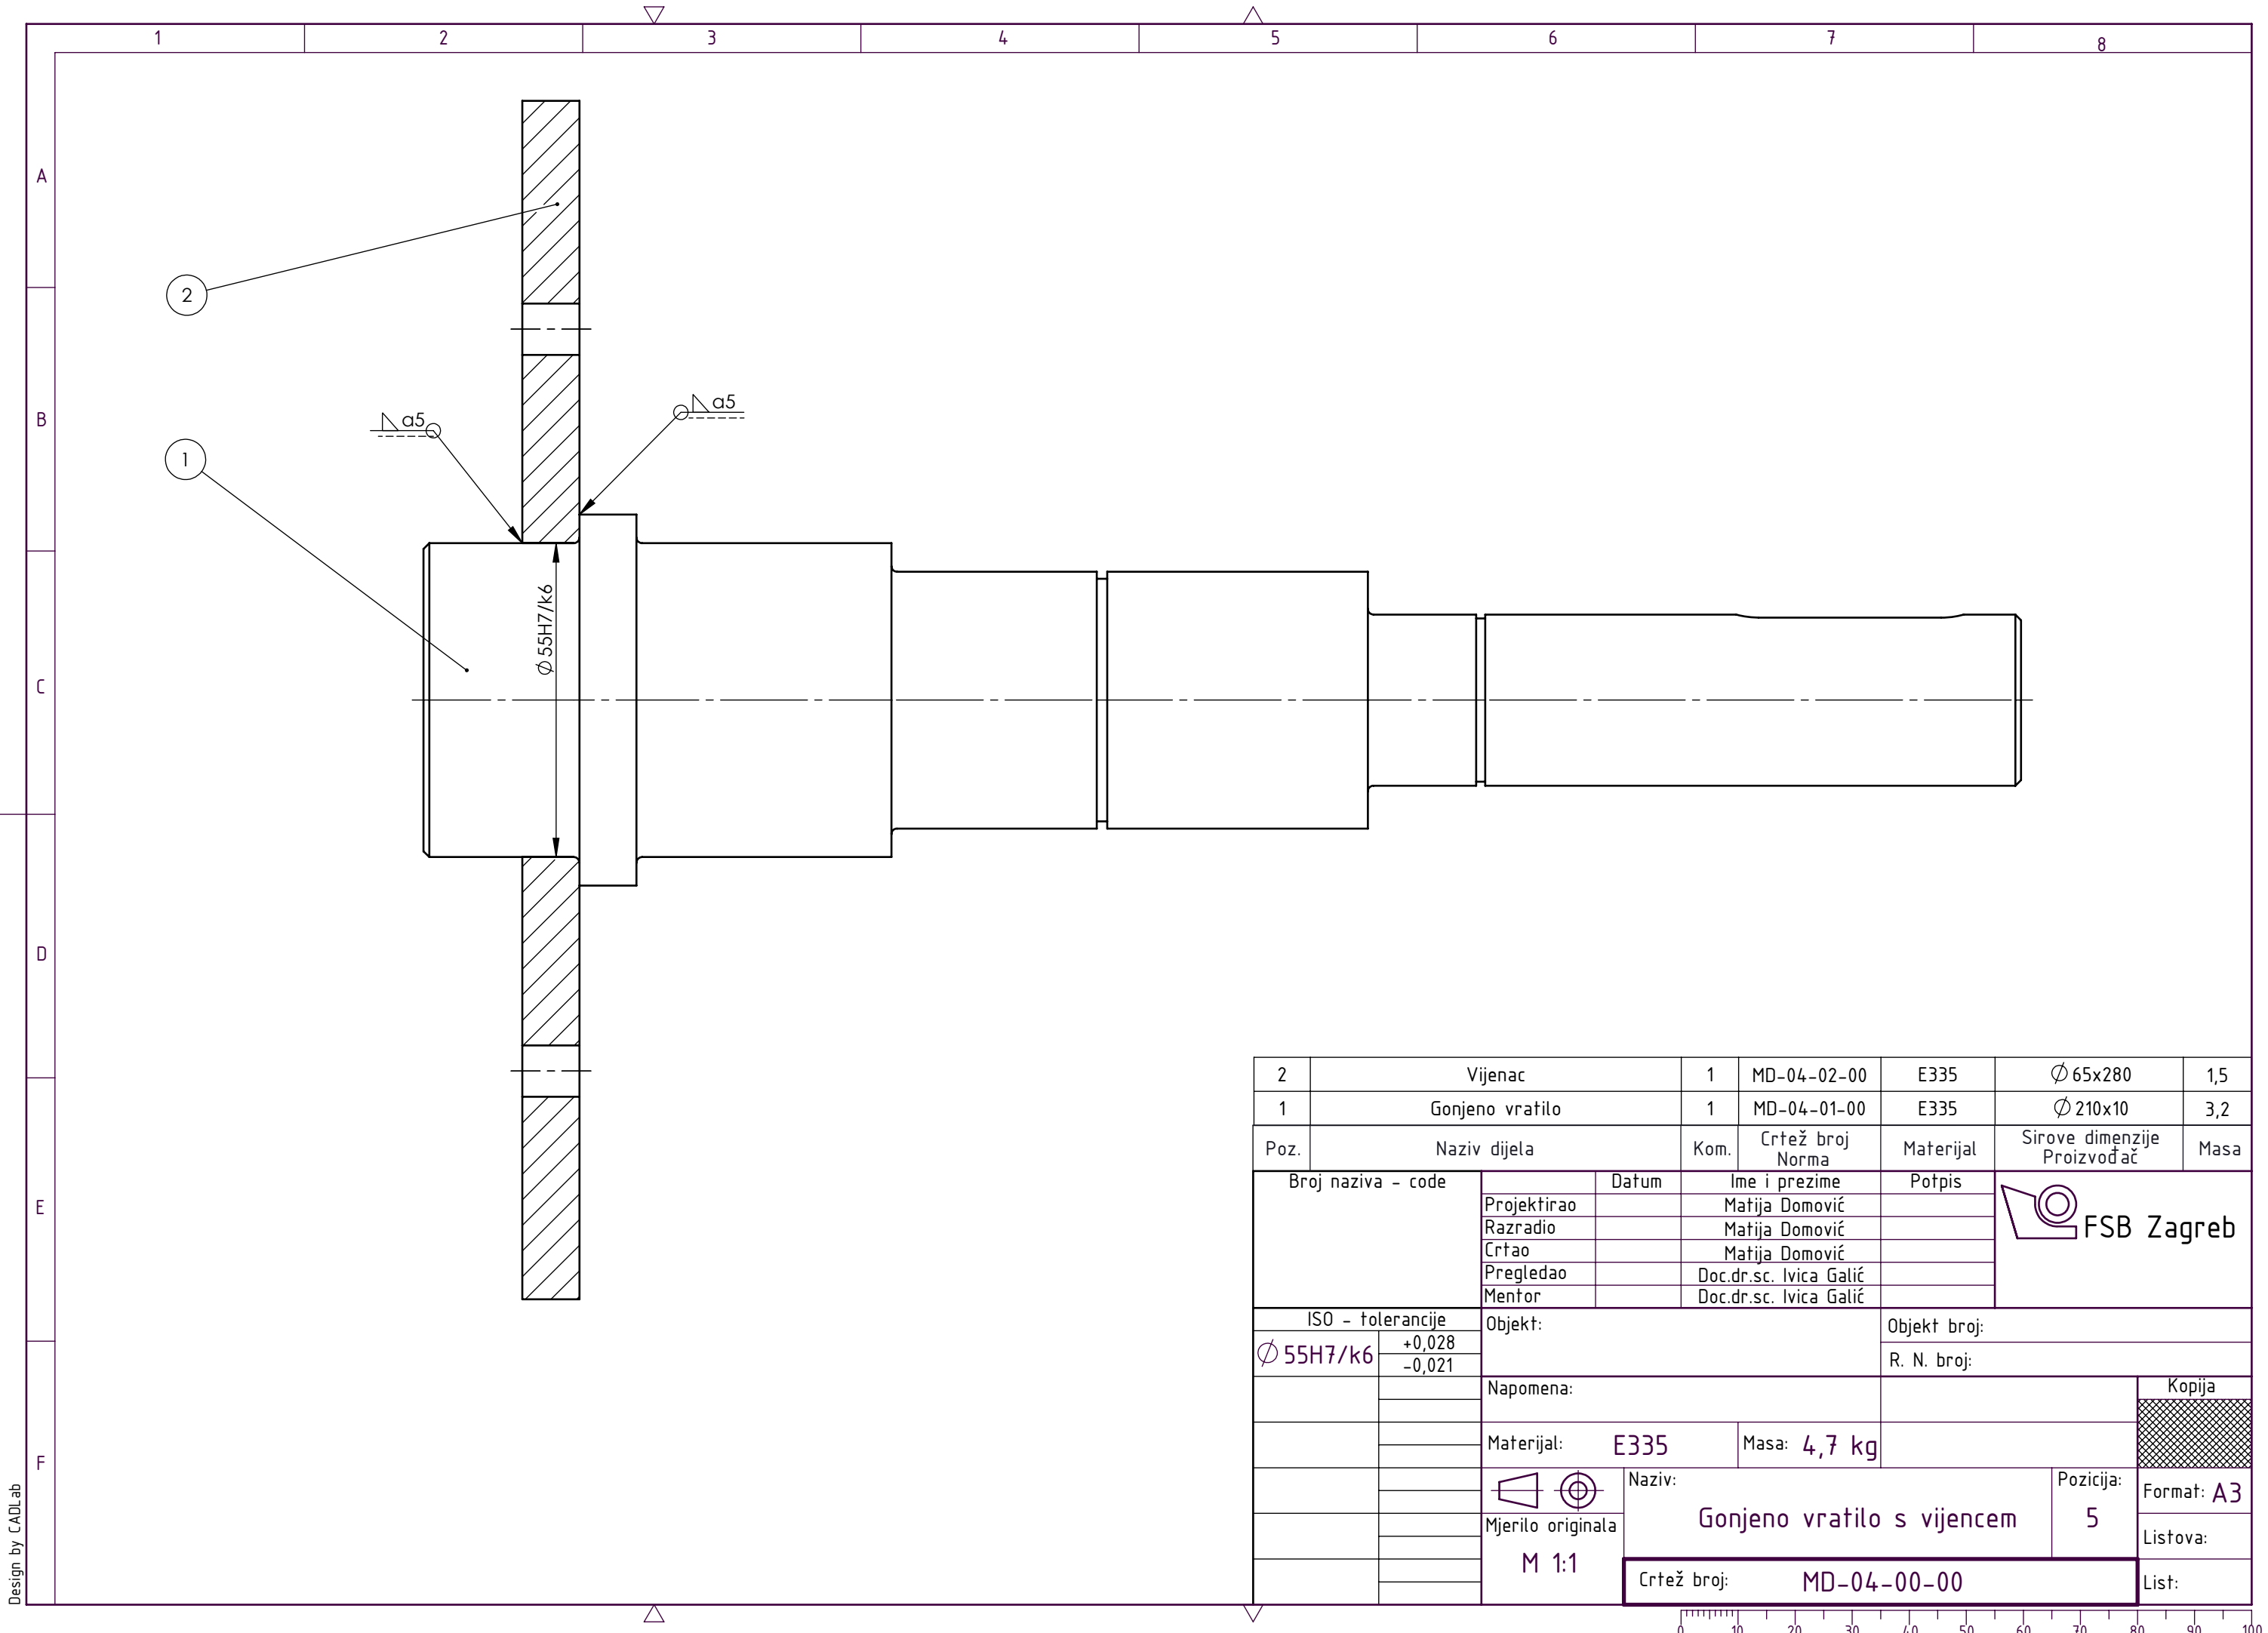 1 2 3 4 5 6 7 8
A
B
C
D
E
F
2
1
a5
a5
Ø55H7/k6
2 Vijenac 1 MD-04-02-00 E335 Ø65x280 1,5
1 Gonjeno vratilo 1 MD-04-01-00 E335 Ø210x10 3,2
Poz. Naziv dijela Kom. Crtež broj Norma Materijal Sirove dimenzije Proizvođač Masa
Broj naziva - code
Datum Ime i prezime Potpis
Projektirao Matija Domović
Razradio Matija Domović
Crtao Matija Domović
Pregledao Doc.dr.sc. Ivica Galić
Mentor Doc.dr.sc. Ivica Galić
FSB Zagreb
ISO - tolerancije
Ø55H7/k6 +0,028
-0,021
Objekt:
Objekt broj:
R. N. broj:
Napomena:
Kopija
Materijal: E335 Masa: 4,7 kg
Naziv:
Gonjeno vratilo s vijencem
Pozicija:
5
Format: A3
Mjerilo originala
M 1:1
Listova:
Crtež broj: MD-04-00-00
List:
Design by CADLab
0 10 20 30 40 50 60 70 80 90 100